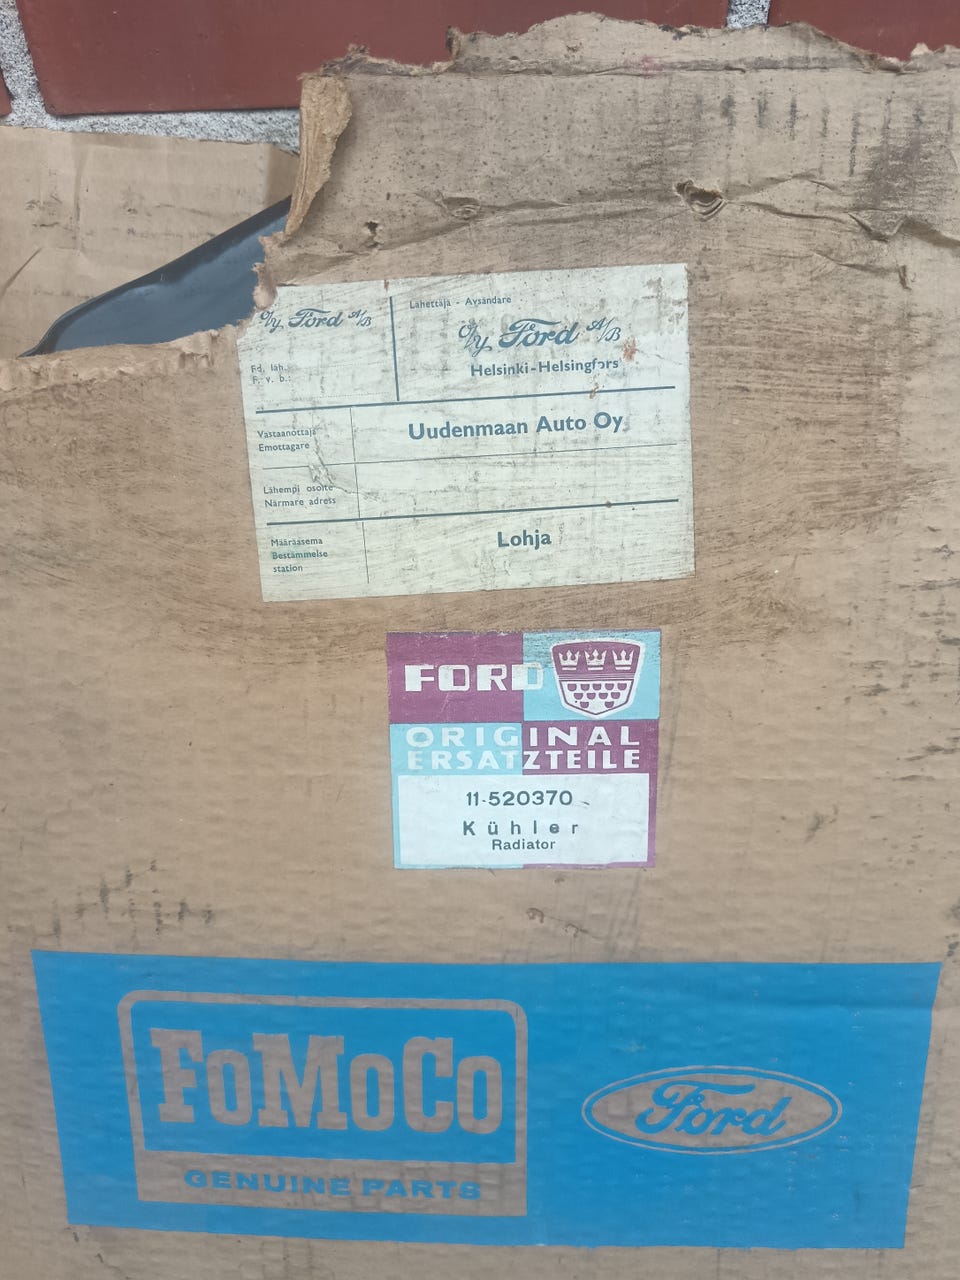 O/y Ford A/B
Fd. läh.:
F. v. b.:
Lähettäjä - Avsändare
O/y Ford A/B
Helsinki-Helsingfors
Vastaanottaja
Emottagare
Uudenmaan Auto Oy
Lähempi osoite
Närmare adress
Määräasema
Bestämmelse
station
Lohja
FORD
ORIGINAL
ERSATZTEILE
11-520370
Kühler
Radiator
FoMoCo
GENUINE PARTS
Ford